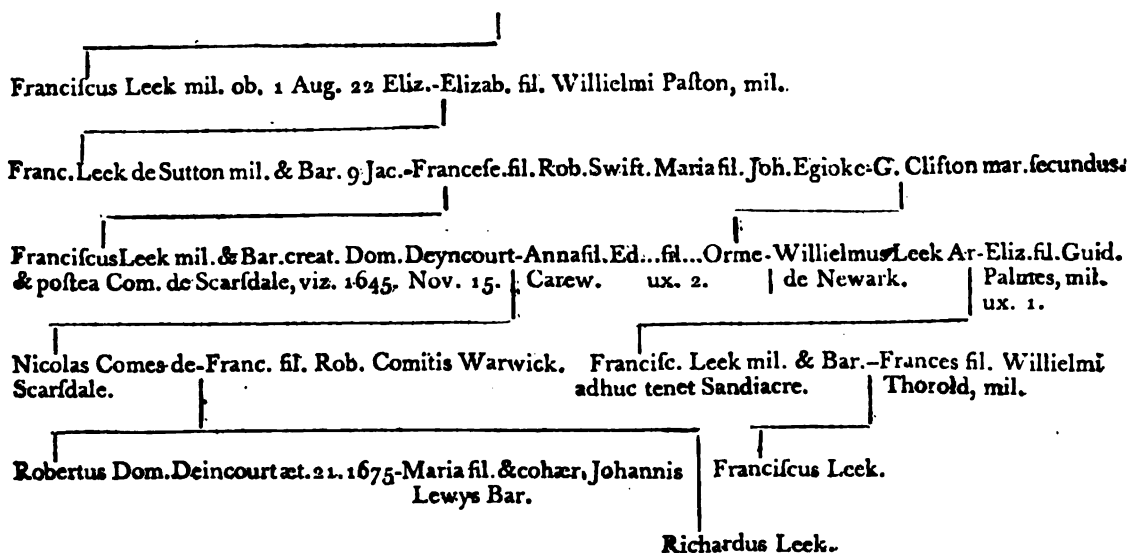 Franciſcus Leek mil. ob. 1 Aug. 22 Eliz.-Elizab. fil. Willielmi Paſton, mil.
Franc. Leek de Sutton mil. & Bar. 9 Jac.-Franceſe. fil. Rob. Swift. Maria fil. Joh. Egioke-G. Clifton mar. ſecundus.
Franciſcus Leek mil. & Bar. creat. Dom. Deyncourt-Anna fil. Ed... fil... Orme-Willielmus Leek Ar-Eliz. fil. Guid.
& poſtea Com. de Scarſdale, viz. 1645. Nov. 15. Carew. ux. 2. de Newark. Palmes, mil.
ux. 1.
Nicolas Comes de-Franc. fil. Rob. Comitis Warwick. Franciſc. Leek mil. & Bar.-Frances fil. Willielmi
Scarſdale. adhuc tenet Sandiacre. Thorold, mil.
Robertus Dom. Deincourt æt. 21. 1675-Maria fil. & cohær. Johannis Franciſcus Leek.
Lewys Bar.
Richardus Leek.